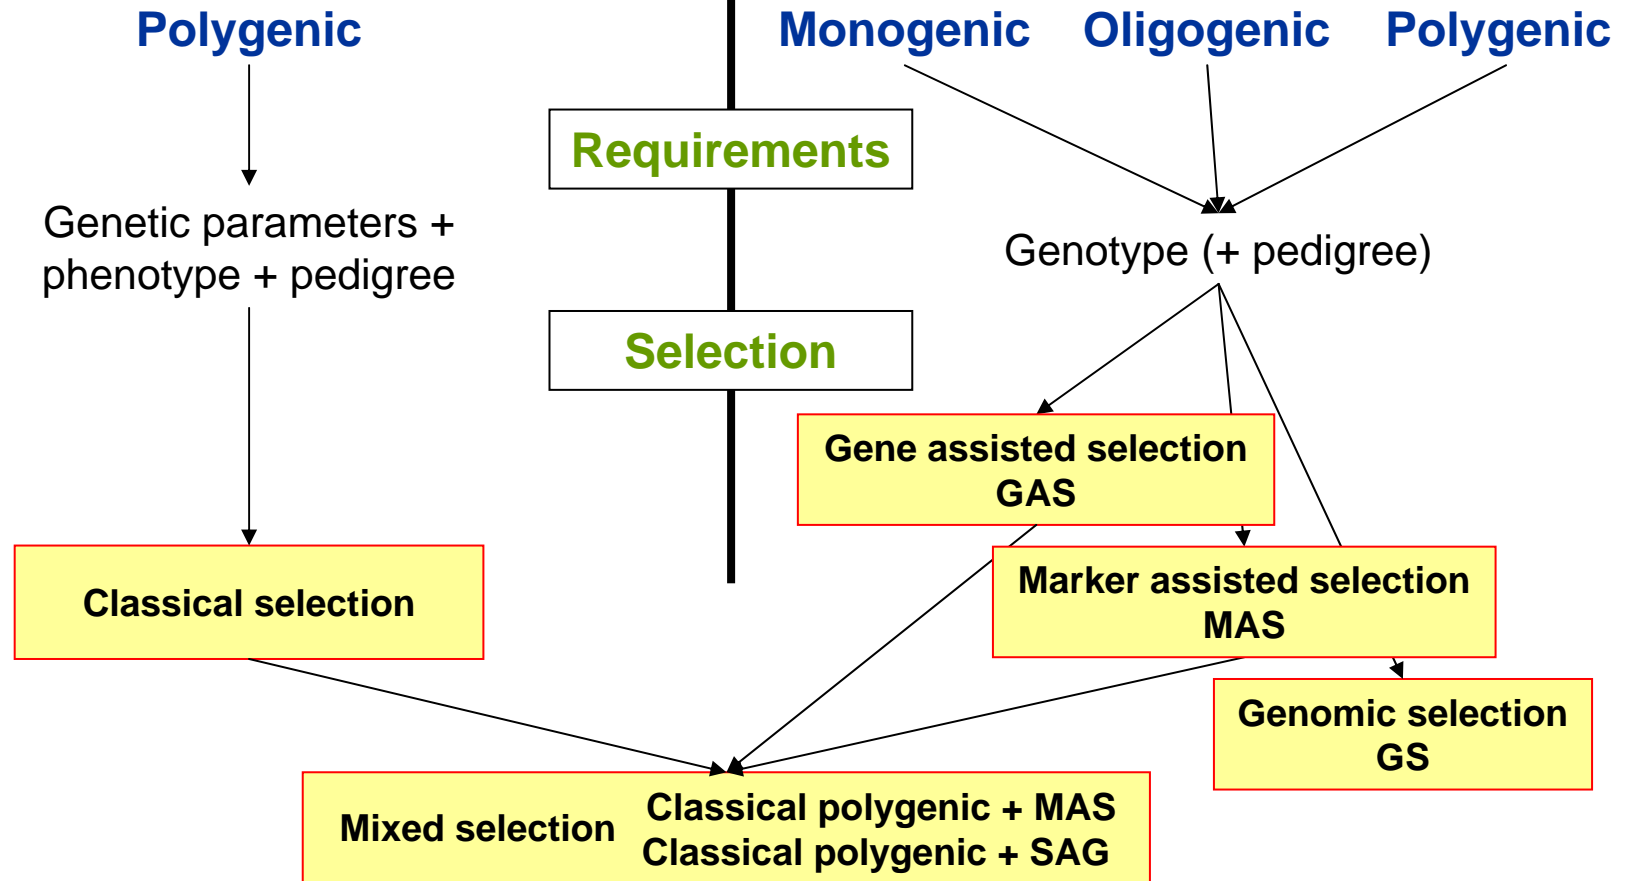 Polygenic
Monogenic Oligogenic Polygenic
Requirements
Genetic parameters +
phenotype + pedigree
Genotype (+ pedigree)
Selection
Gene assisted selection
GAS
Classical selection
Marker assisted selection
MAS
Genomic selection
GS
Mixed selection
Classical polygenic + MAS
Classical polygenic + SAG